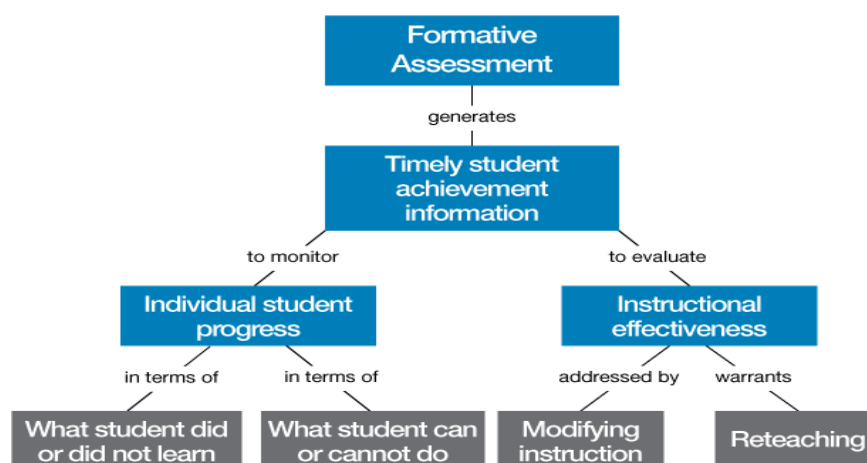 Formative
Assessment
generates
Timely student
achievement
information
to monitor
to evaluate
Individual student
progress
Instructional
effectiveness
in terms of
in terms of
addressed by
warrants
What student did
or did not learn
What student can
or cannot do
Modifying
instruction
Reteaching